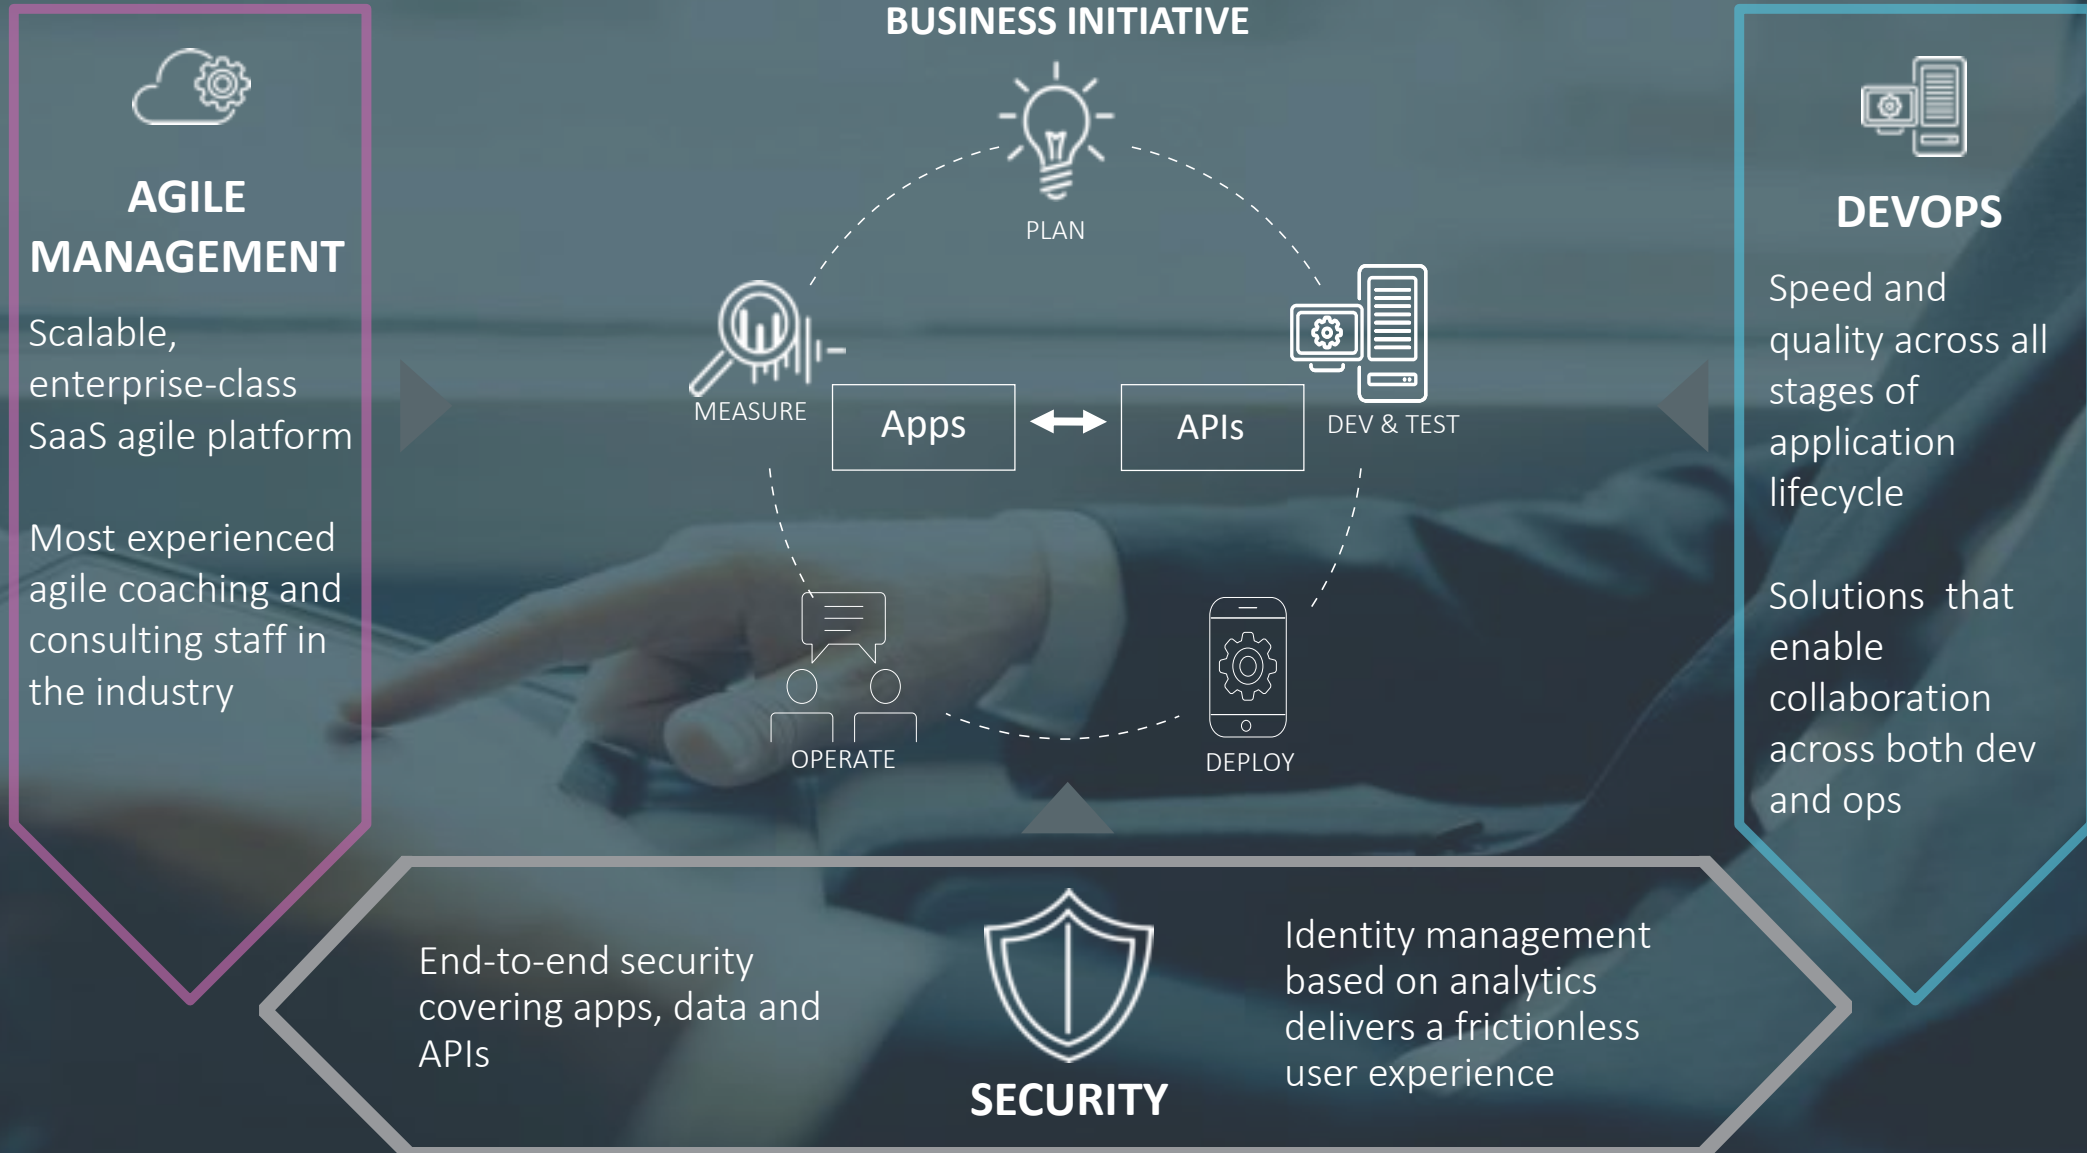 BUSINESS INITIATIVE
AGILE
MANAGEMENT
Scalable,
enterprise-class
SaaS agile platform
Most experienced
agile coaching and
consulting staff in
the industry
PLAN
MEASURE
Apps
APIs
DEV & TEST
OPERATE
DEPLOY
DEVOPS
Speed and
quality across all
stages of
application
lifecycle
Solutions  that
enable
collaboration
across both dev
and ops
End-to-end security
covering apps, data and
APIs
SECURITY
Identity management
based on analytics
delivers a frictionless
user experience